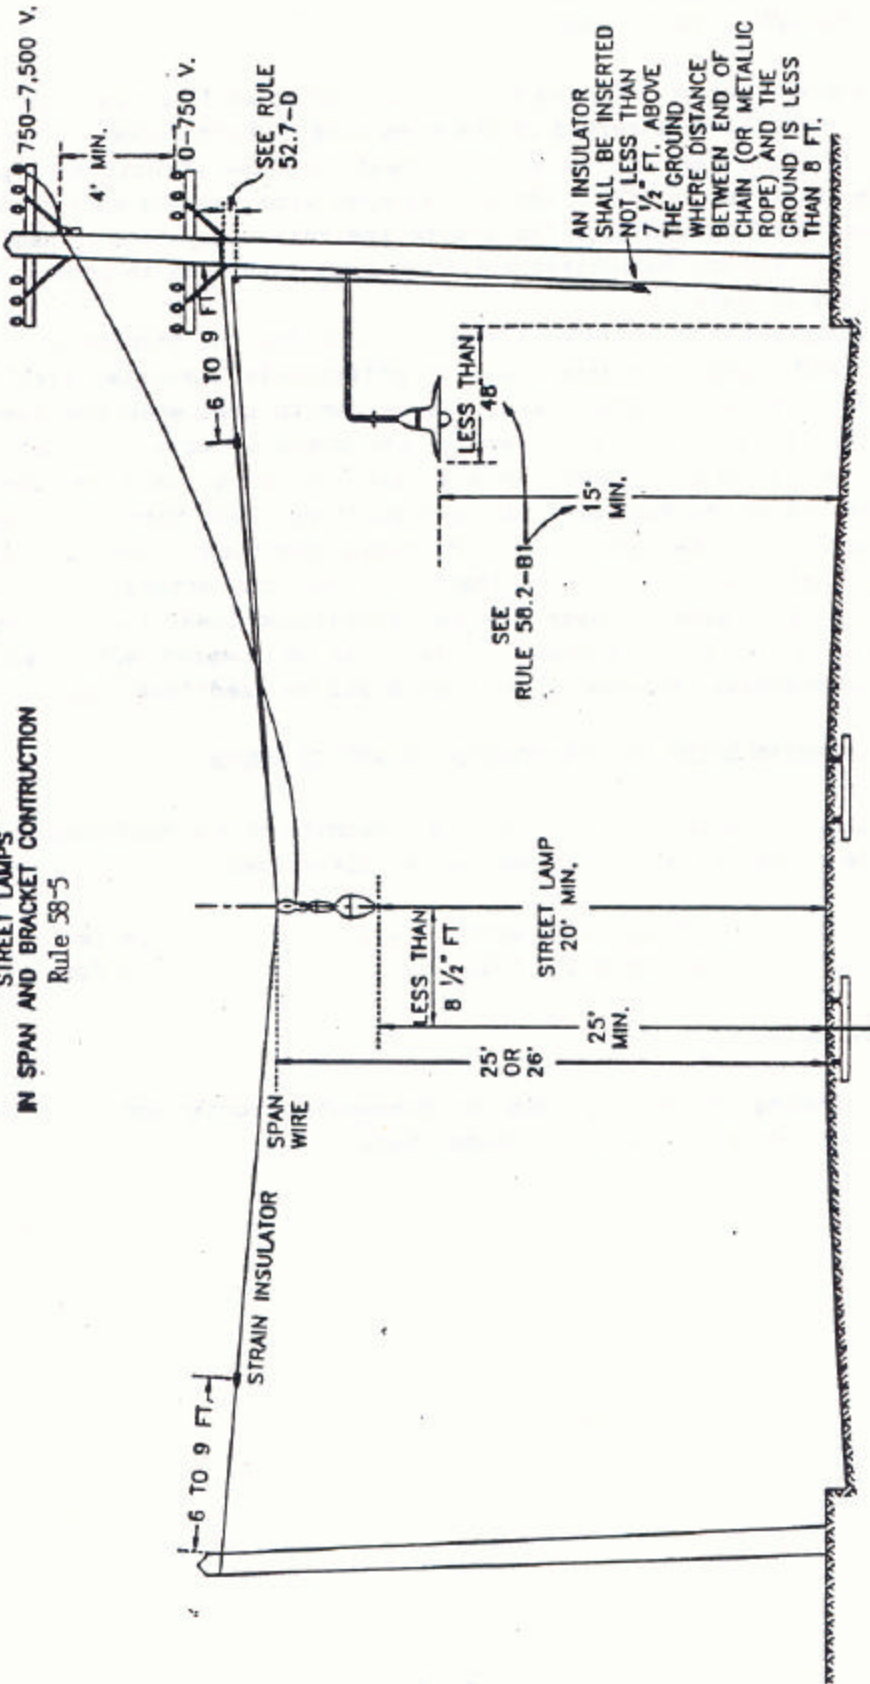 STREET LAMPS
IN SPAN AND BRACKET CONTRUCTION
Rule 58-5
750-7,500 V.
4' MIN.
0-750 V.
SEE RULE
52.7-D
6 TO 9 FT
6 TO 9 FT.
STRAIN INSULATOR
SPAN
WIRE
LESS THAN
48"
SEE
RULE 58.2-B1
15'
MIN.
AN INSULATOR
SHALL BE INSERTED
NOT LESS THAN
7 1/2" FT. ABOVE
THE GROUND
WHERE DISTANCE
BETWEEN END OF
CHAIN (OR METALLIC
ROPE) AND THE
GROUND IS LESS
THAN 8 FT.
LESS THAN
8 1/2" FT
25'
OR
26'
25'
MIN.
STREET LAMP
20" MIN.